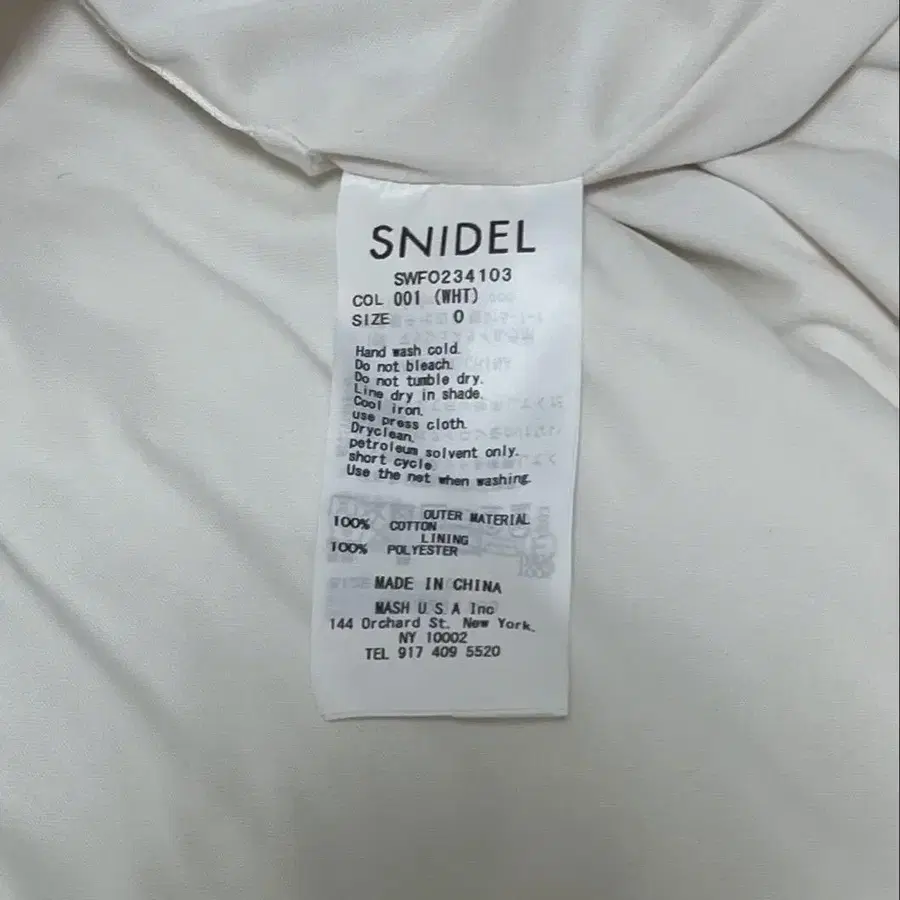 SNIDEL
SWFO234103
COL 001 (WHT)
SIZE 0
Hand wash cold.
Do not bleach.
Do not tumble dry.
Line dry in shade.
Cool iron.
use press cloth.
Dryclean.
petroleum solvent only.
short cycle.
Use the net when washing.
OUTER MATERIAL
100% COTTON
LINING
100% POLYESTER
MADE IN CHINA
MASH U.S.A Inc
144 Orchard St. New York.
NY 10002
TEL 917 409 5520